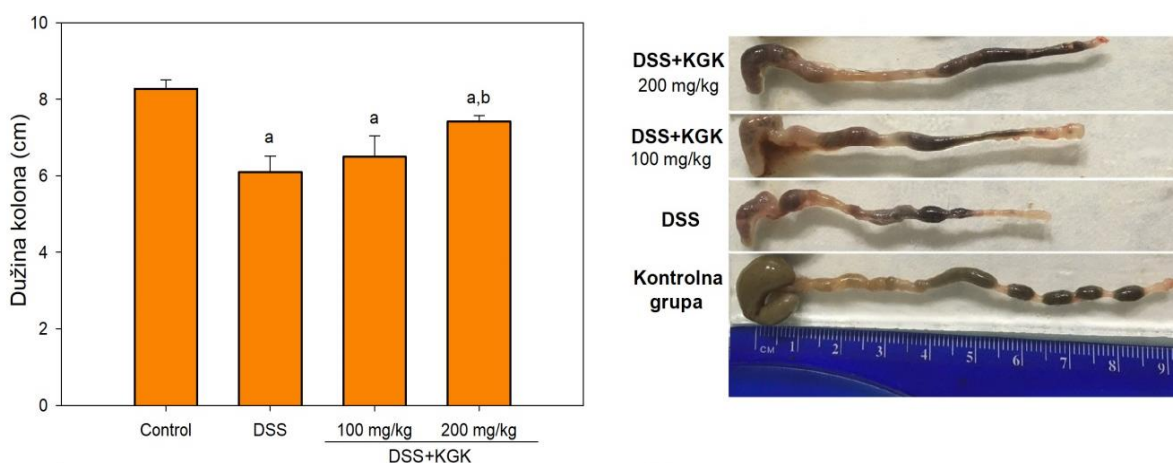 10
8
6
4
2
0
Dužina kolona (cm)
a
a
a,b
Control
DSS
100 mg/kg
200 mg/kg
DSS+KGK
DSS+KGK
200 mg/kg
DSS+KGK
100 mg/kg
DSS
Kontrolna
grupa
CM 1 2 3 4 5 6 7 8 9